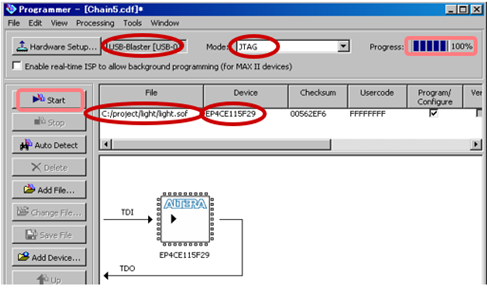 Programmer - [Chain5.cdf]*
File Edit View Processing Tools Window
Hardware Setup... USB-Blaster [USB-0] Mode: JTAG Progress: 100%
Enable real-time ISP to allow background programming (for MAX II devices)
Start
Stop
Auto Detect
Delete
Add File...
Change File...
Save File
Add Device...
Up
File Device Checksum Usercode Program/ Configure Ver
C:/project/light/light.sof EP4CE115F29 00562EF6 FFFFFFFF
TDI
ALTERA
EP4CE115F29
TDO